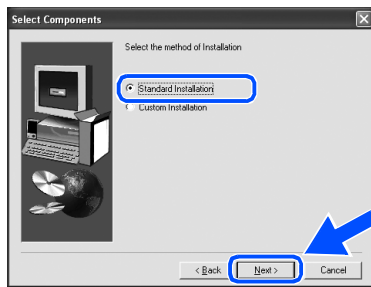 Select Components
Select the method of Installation
Standard Installation
Custom Installation
< Back
Next >
Cancel